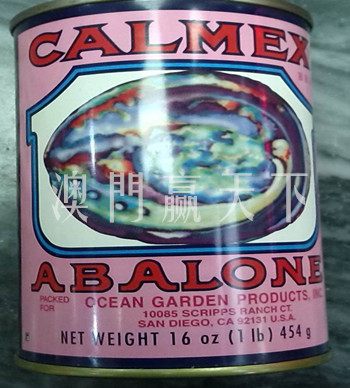 CALMEX
澳門贏天下
ABALONE
PACKED FOR
OCEAN GARDEN PRODUCTS, INC.
10085 SCRIPPS RANCH CT.
SAN DIEGO, CA 92131 U.S.A.
NET WEIGHT 16 oz (1 lb) 454 g